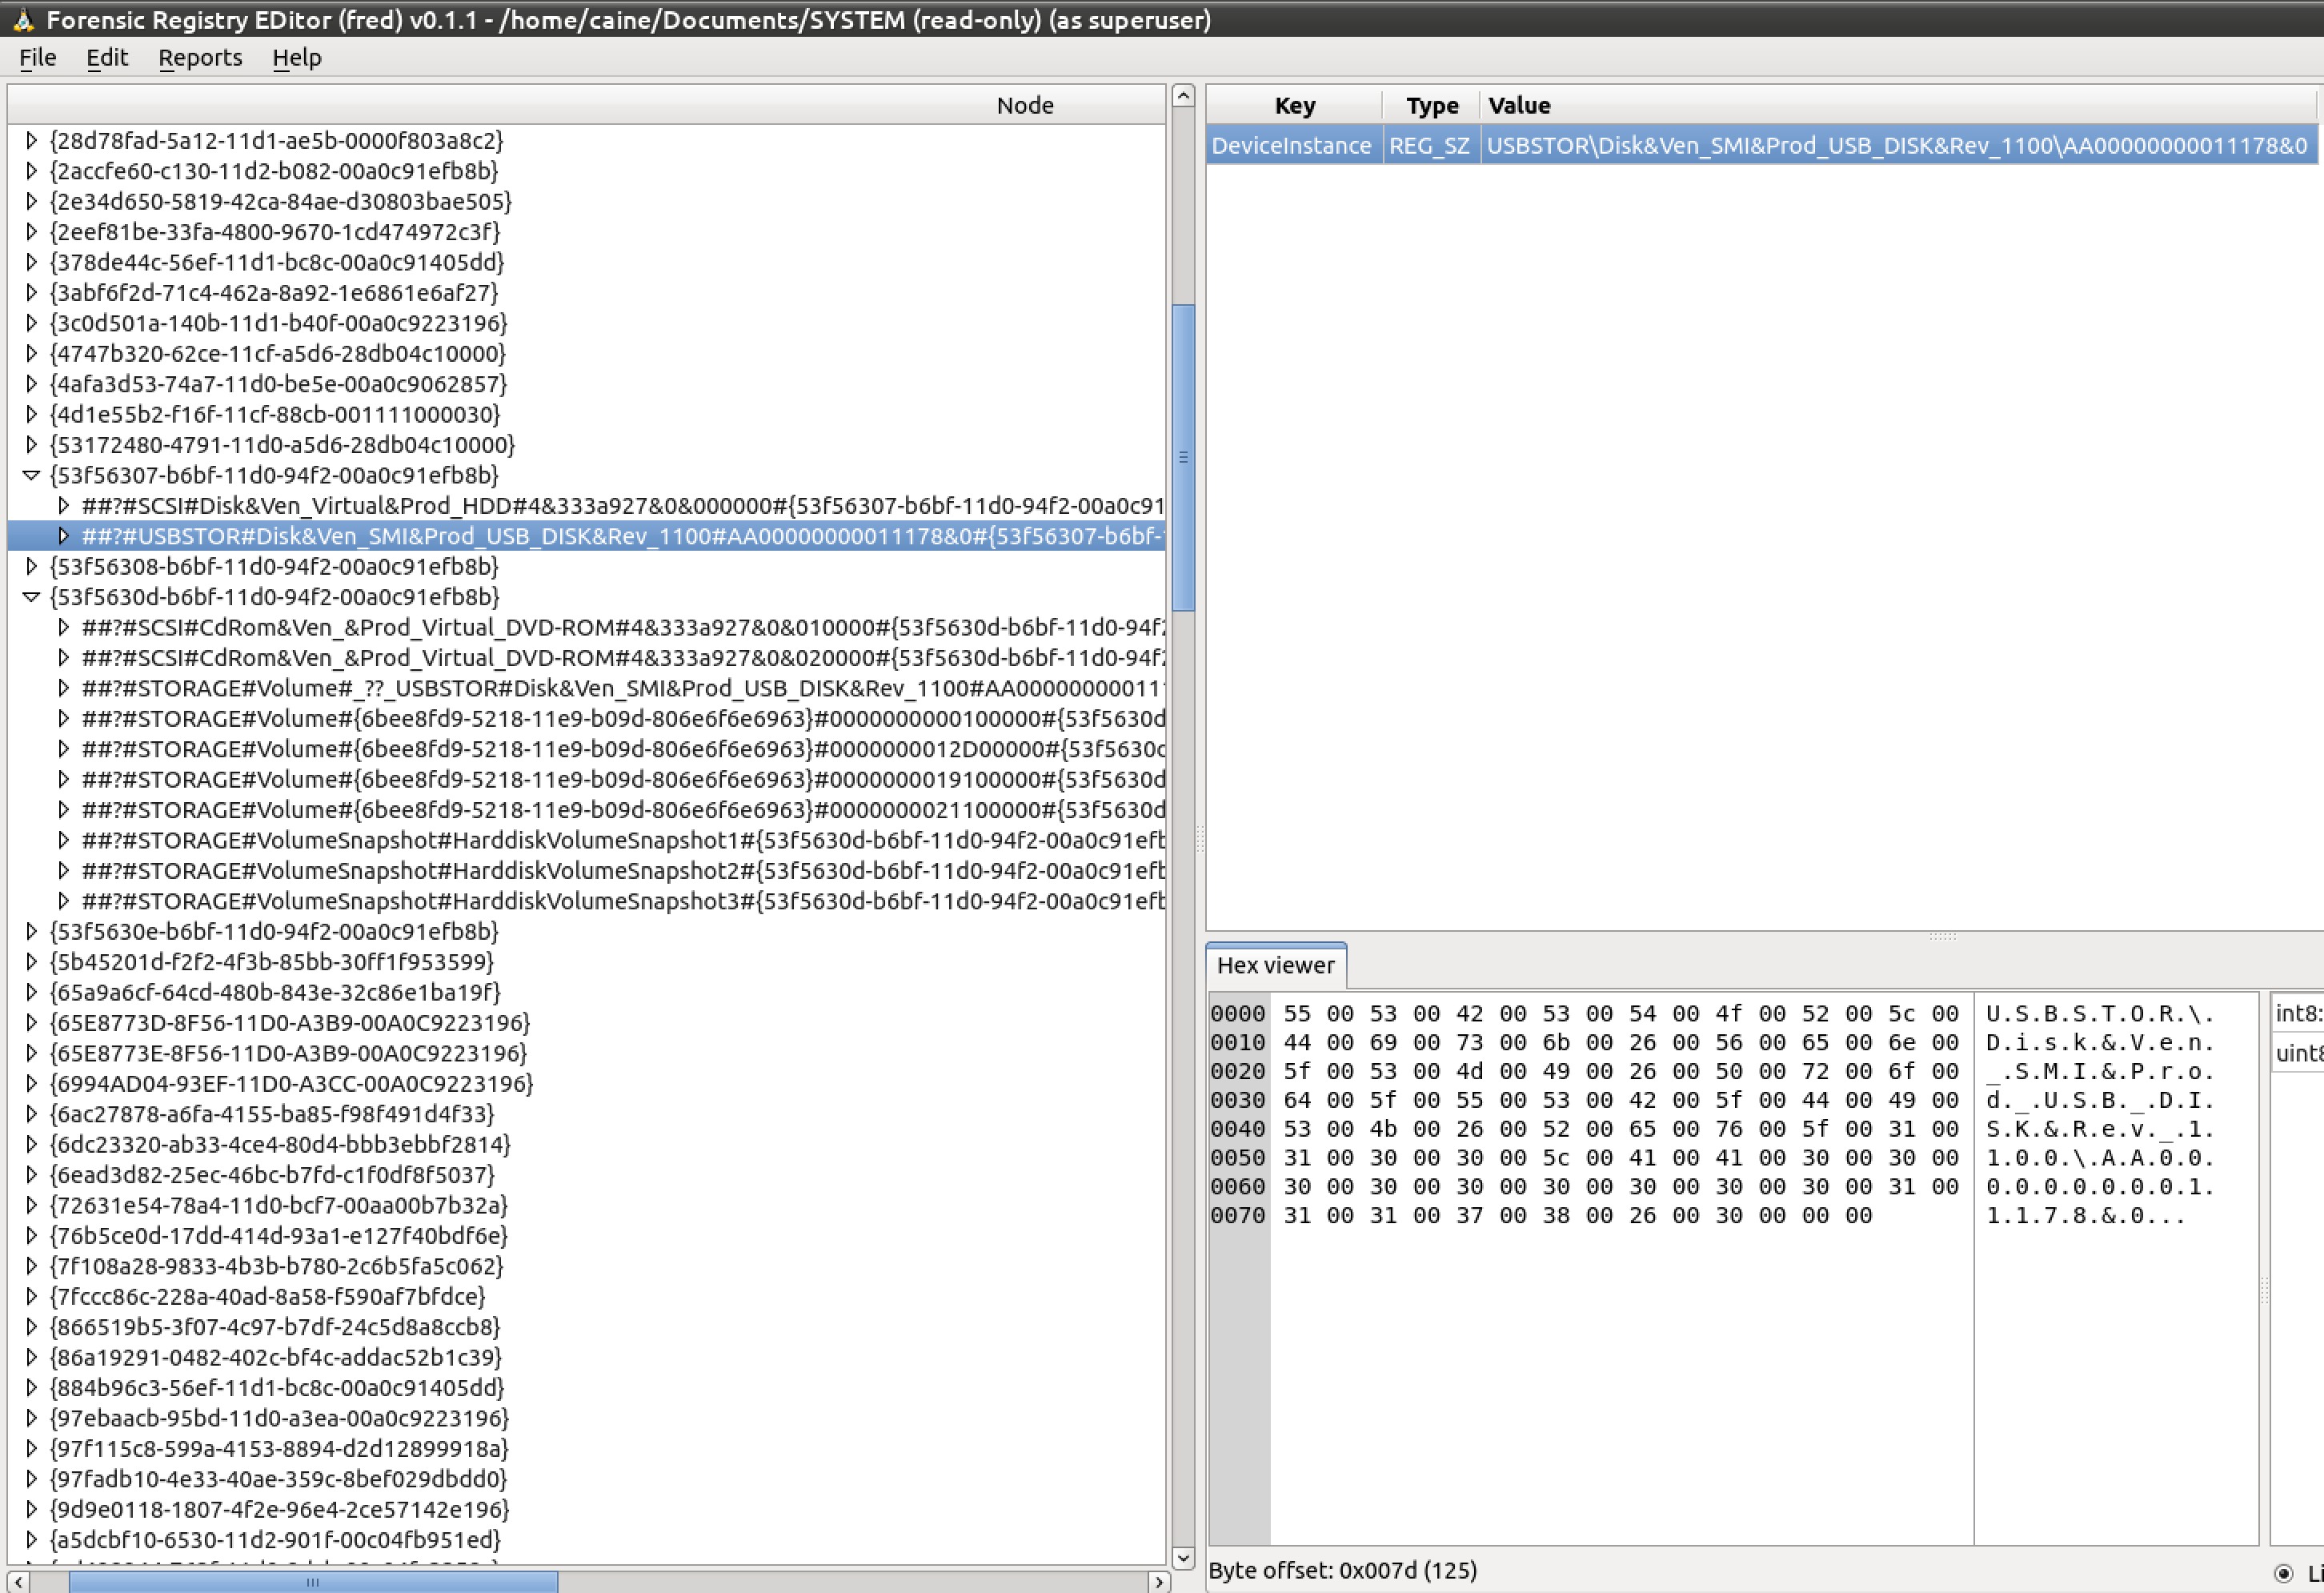 Forensic Registry EDitor (fred) v0.1.1 - /home/caine/Documents/SYSTEM (read-only) (as superuser)
File Edit Reports Help
Node
{28d78fad-5a12-11d1-ae5b-0000f803a8c2}
{2accfe60-c130-11d2-b082-00a0c91efb8b}
{2e34d650-5819-42ca-84ae-d30803bae505}
{2eef81be-33fa-4800-9670-1cd474972c3f}
{378de44c-56ef-11d1-bc8c-00a0c91405dd}
{3abf6f2d-71c4-462a-8a92-1e6861e6af27}
{3c0d501a-140b-11d1-b40f-00a0c9223196}
{4747b320-62ce-11cf-a5d6-28db04c10000}
{4afa3d53-74a7-11d0-be5e-00a0c9062857}
{4d1e55b2-f16f-11cf-88cb-001111000030}
{53172480-4791-11d0-a5d6-28db04c10000}
{53f56307-b6bf-11d0-94f2-00a0c91efb8b}
##?#SCSI#Disk&Ven_Virtual&Prod_HDD#4&333a927&0&000000#{53f56307-b6bf-11d0-94f2-00a0c91
##?#USBSTOR#Disk&Ven_SMI&Prod_USB_DISK&Rev_1100#AA00000000011178&0#{53f56307-b6bf-
{53f56308-b6bf-11d0-94f2-00a0c91efb8b}
{53f5630d-b6bf-11d0-94f2-00a0c91efb8b}
##?#SCSI#CdRom&Ven_&Prod_Virtual_DVD-ROM#4&333a927&0&010000#{53f5630d-b6bf-11d0-94f2
##?#SCSI#CdRom&Ven_&Prod_Virtual_DVD-ROM#4&333a927&0&020000#{53f5630d-b6bf-11d0-94f2
##?#STORAGE#Volume#_??_USBSTOR#Disk&Ven_SMI&Prod_USB_DISK&Rev_1100#AA000000000111
##?#STORAGE#Volume#{6bee8fd9-5218-11e9-b09d-806e6f6e6963}#0000000000100000#{53f5630d
##?#STORAGE#Volume#{6bee8fd9-5218-11e9-b09d-806e6f6e6963}#0000000012D00000#{53f5630d
##?#STORAGE#Volume#{6bee8fd9-5218-11e9-b09d-806e6f6e6963}#0000000019100000#{53f5630d
##?#STORAGE#Volume#{6bee8fd9-5218-11e9-b09d-806e6f6e6963}#0000000021100000#{53f5630d
##?#STORAGE#VolumeSnapshot#HarddiskVolumeSnapshot1#{53f5630d-b6bf-11d0-94f2-00a0c91efb
##?#STORAGE#VolumeSnapshot#HarddiskVolumeSnapshot2#{53f5630d-b6bf-11d0-94f2-00a0c91efb
##?#STORAGE#VolumeSnapshot#HarddiskVolumeSnapshot3#{53f5630d-b6bf-11d0-94f2-00a0c91efb
{53f5630e-b6bf-11d0-94f2-00a0c91efb8b}
{5b45201d-f2f2-4f3b-85bb-30ff1f953599}
{65a9a6cf-64cd-480b-843e-32c86e1ba19f}
{65E8773D-8F56-11D0-A3B9-00A0C9223196}
{65E8773E-8F56-11D0-A3B9-00A0C9223196}
{6994AD04-93EF-11D0-A3CC-00A0C9223196}
{6ac27878-a6fa-4155-ba85-f98f491d4f33}
{6dc23320-ab33-4ce4-80d4-bbb3ebbf2814}
{6ead3d82-25ec-46bc-b7fd-c1f0df8f5037}
{72631e54-78a4-11d0-bcf7-00aa00b7b32a}
{76b5ce0d-17dd-414d-93a1-e127f40bdf6e}
{7f108a28-9833-4b3b-b780-2c6b5fa5c062}
{7fccc86c-228a-40ad-8a58-f590af7bfdce}
{866519b5-3f07-4c97-b7df-24c5d8a8ccb8}
{86a19291-0482-402c-bf4c-addac52b1c39}
{884b96c3-56ef-11d1-bc8c-00a0c91405dd}
{97ebaacb-95bd-11d0-a3ea-00a0c9223196}
{97f115c8-599a-4153-8894-d2d12899918a}
{97fadb10-4e33-40ae-359c-8bef029dbdd0}
{9d9e0118-1807-4f2e-96e4-2ce57142e196}
{a5dcbf10-6530-11d2-901f-00c04fb951ed}
Key Type Value
DeviceInstance REG_SZ USBSTOR\Disk&Ven_SMI&Prod_USB_DISK&Rev_1100\AA00000000011178&0
Hex viewer
0000 55 00 53 00 42 00 53 00 54 00 4f 00 52 00 5c 00 U.S.B.S.T.O.R.\.
0010 44 00 69 00 73 00 6b 00 26 00 56 00 65 00 6e 00 D.i.s.k.&.V.e.n.
0020 5f 00 53 00 4d 00 49 00 26 00 50 00 72 00 6f 00 _.S.M.I.&.P.r.o.
0030 64 00 5f 00 55 00 53 00 42 00 5f 00 44 00 49 00 d._.U.S.B._.D.I.
0040 53 00 4b 00 26 00 52 00 65 00 76 00 5f 00 31 00 S.K.&.R.e.v._.1.
0050 31 00 30 00 30 00 5c 00 41 00 41 00 30 00 30 00 1.0.0.\.A.A.0.0.
0060 30 00 30 00 30 00 30 00 30 00 30 00 30 00 31 00 0.0.0.0.0.0.0.1.
0070 31 00 31 00 37 00 38 00 26 00 30 00 00 00 1.1.7.8.&.0...
int8:
uint8
Byte offset: 0x007d (125)